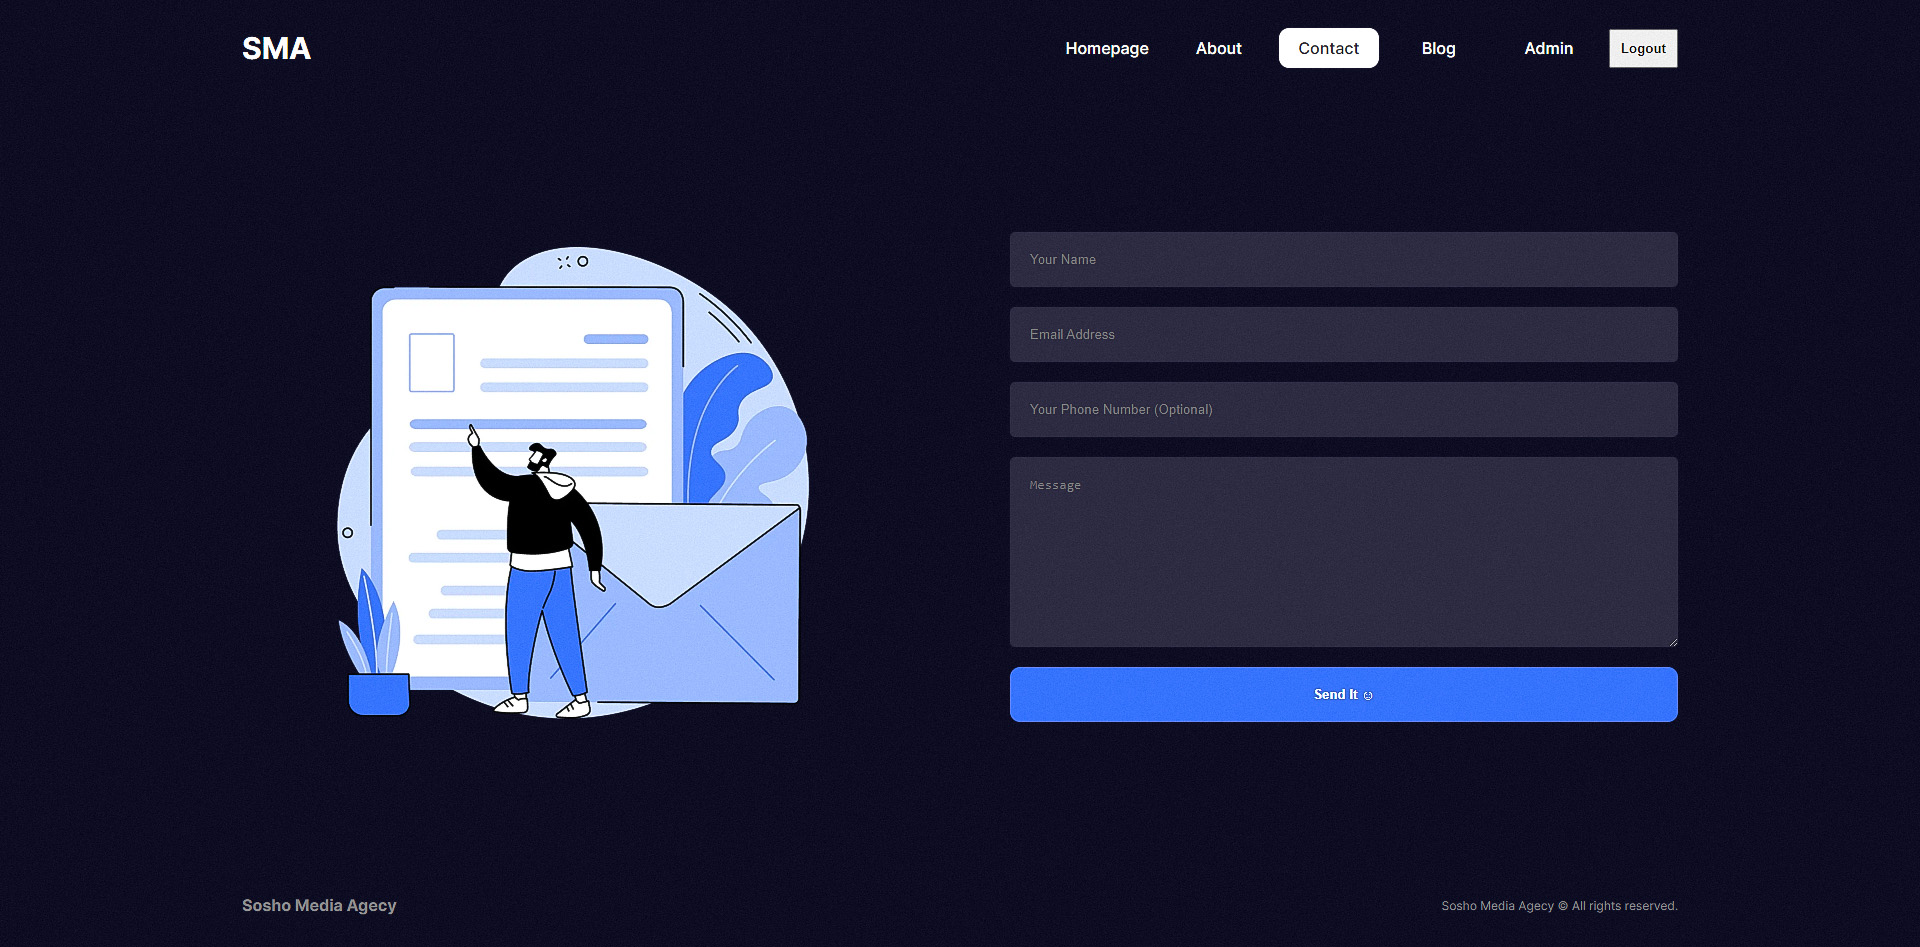 SMA
Homepage
About
Contact
Blog
Admin
Logout
Your Name
Email Address
Your Phone Number (Optional)
Message
Send It ☺
Sosho Media Agecy
Sosho Media Agecy © All rights reserved.